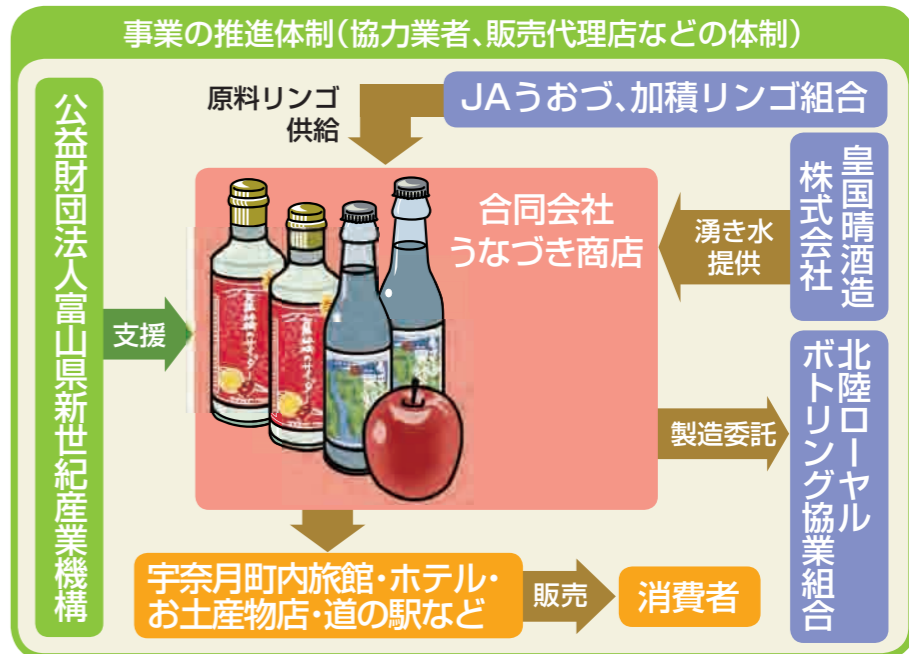 事業の推進体制(協力業者、販売代理店などの体制)
公益財団法人富山県新世紀産業機構
支援
原料リンゴ
供給
JAうおづ、加積リンゴ組合
合同会社
うなづき商店
湧き水
提供
皇国晴酒造
株式会社
製造委託
北陸ローヤル
ボトリング協業組合
宇奈月町内旅館・ホテル・
お土産物店・道の駅など
販売
消費者